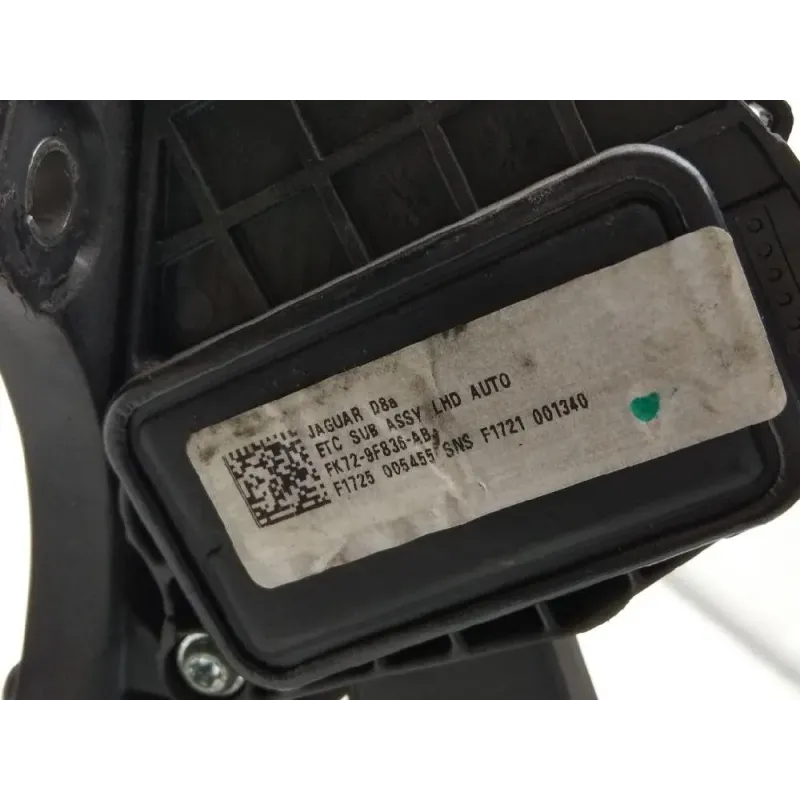 JAGUAR D8a
ETC SUB ASSY LHD AUTO
FK72-9F836-AB
F1725 005455 SNS F1721 001340